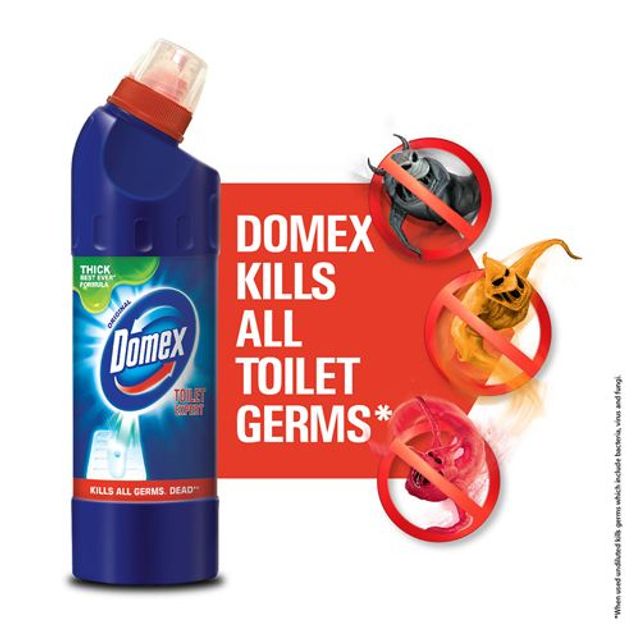 THICK
BEST EVER*
FORMULA
ORIGINAL
Domex
TOILET
EXPERT
KILLS ALL GERMS. DEAD**
DOMEX
KILLS
ALL
TOILET
GERMS*
*When used undiluted kills germs which include bacteria, virus and fungi.